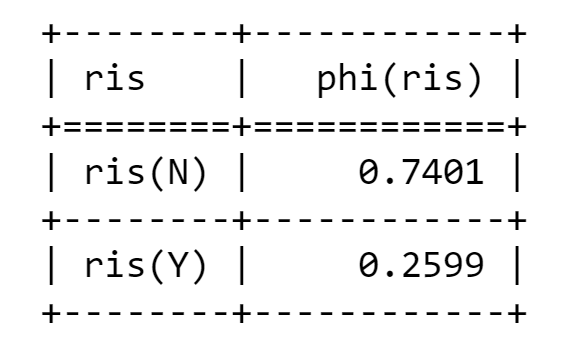 +--------+------------+
| ris    |   phi(ris) |
+========+============+
| ris(N) |     0.7401 |
+--------+------------+
| ris(Y) |     0.2599 |
+--------+------------+